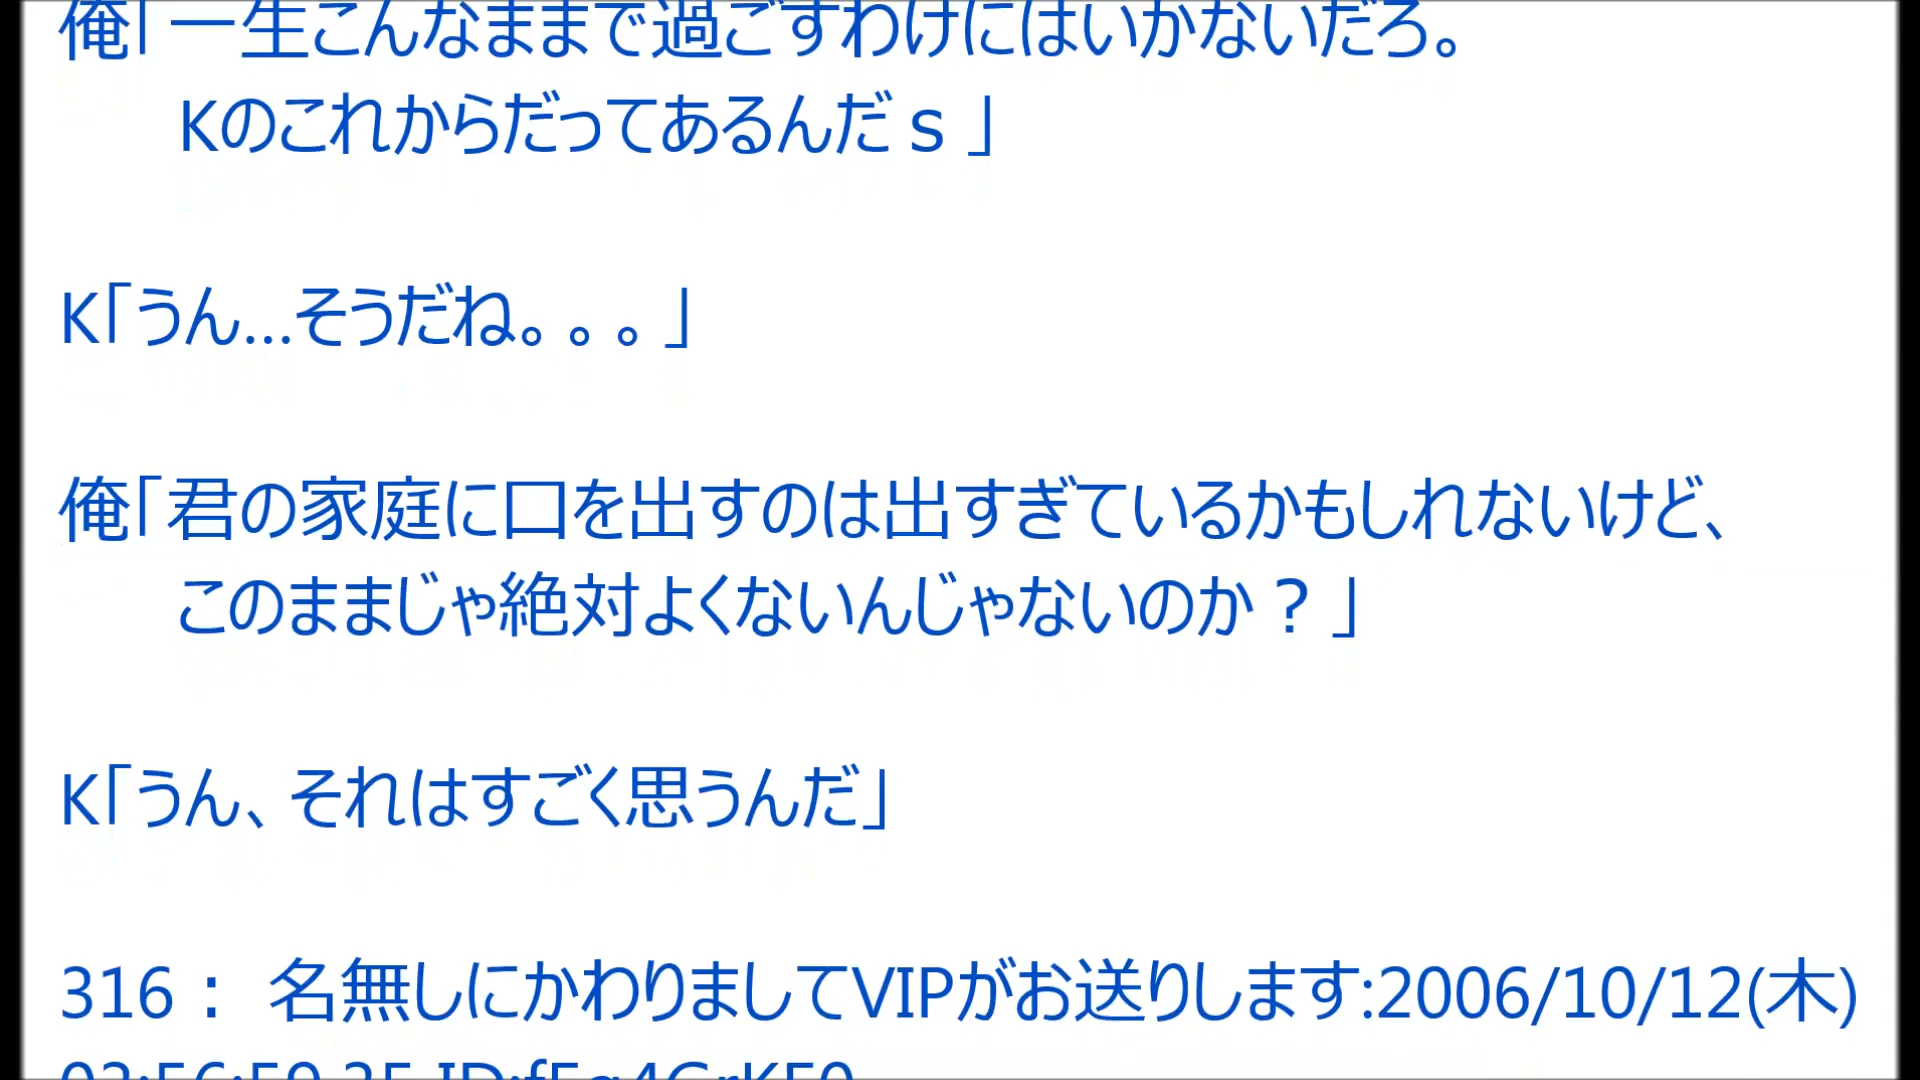 俺「一生こんなままで過ごすわけにはいかないだろ。
Kのこれからだってあるんだｓ」
K「うん…そうだね。。。」
俺「君の家庭に口を出すのは出すぎているかもしれないけど、
このままじゃ絶対よくないんじゃないのか？」
K「うん、それはすごく思うんだ」
316 ： 名無しにかわりましてVIPがお送りします:2006/10/12(木)